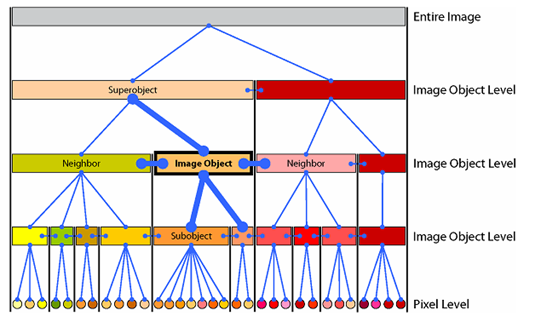 Entire Image
Superobject
Image Object Level
Neighbor
Image Object
Neighbor
Image Object Level
Subobject
Image Object Level
Pixel Level